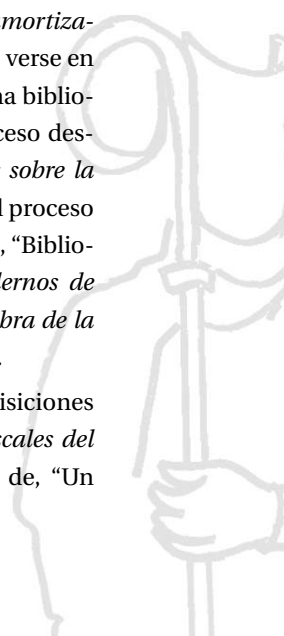 mortiza-
verse en
na biblio-
ceso des-
sobre la
l proceso
, “Biblio-
dernos de
bra de la
.
isiciones
scales del
de, “Un